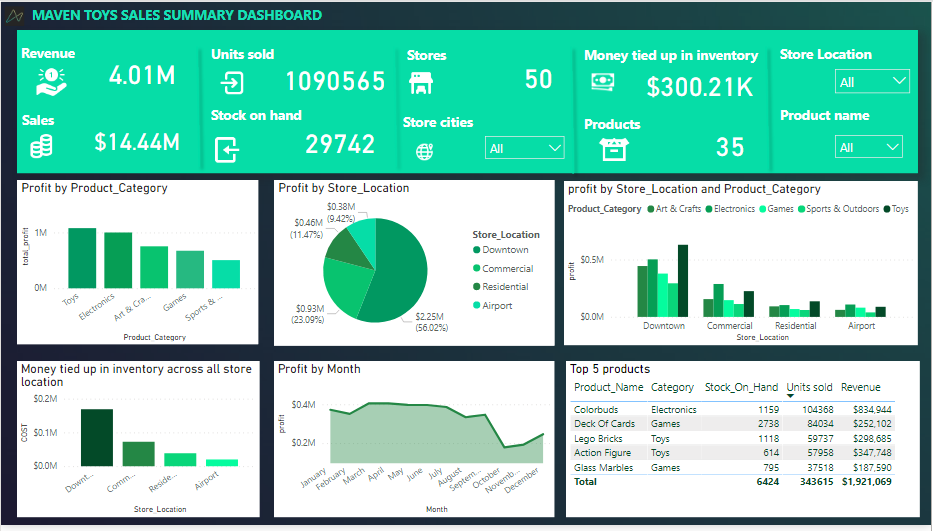 MAVEN TOYS SALES SUMMARY DASHBOARD
Revenue
4.01M
Sales
$14.44M
Units sold
1090565
Stock on hand
29742
Stores
50
Store cities
All
Money tied up in inventory
$300.21K
Products
35
Store Location
All
Product name
All
Profit by Product_Category
total_profit
1M
0M
Toys
Electronics
Art & Cra...
Games
Sports & ...
Product_Category
Profit by Store_Location
$0.38M
(9.42%)
$0.46M
(11.47%)
$0.93M
(23.09%)
$2.25M
(56.02%)
Store_Location
Downtown
Commercial
Residential
Airport
profit by Store_Location and Product_Category
Product_Category Art & Crafts Electronics Games Sports & Outdoors Toys
profit
$0.5M
$0.0M
Downtown Commercial Residential Airport
Store_Location
Money tied up in inventory across all store
location
COST
$0.2M
$0.1M
$0.0M
Downt...
Comm...
Reside...
Airport
Store_Location
Profit by Month
profit
$0.4M
$0.2M
January
February
March
April
May
June
July
August
Septem...
October
Novemb...
December
Month
Top 5 products
Product_Name Category Stock_On_Hand Units sold Revenue
Colorbuds Electronics 1159 104368 $834,944
Deck Of Cards Games 2738 84034 $252,102
Lego Bricks Toys 1118 59737 $298,685
Action Figure Toys 614 57958 $347,748
Glass Marbles Games 795 37518 $187,590
Total 6424 343615 $1,921,069